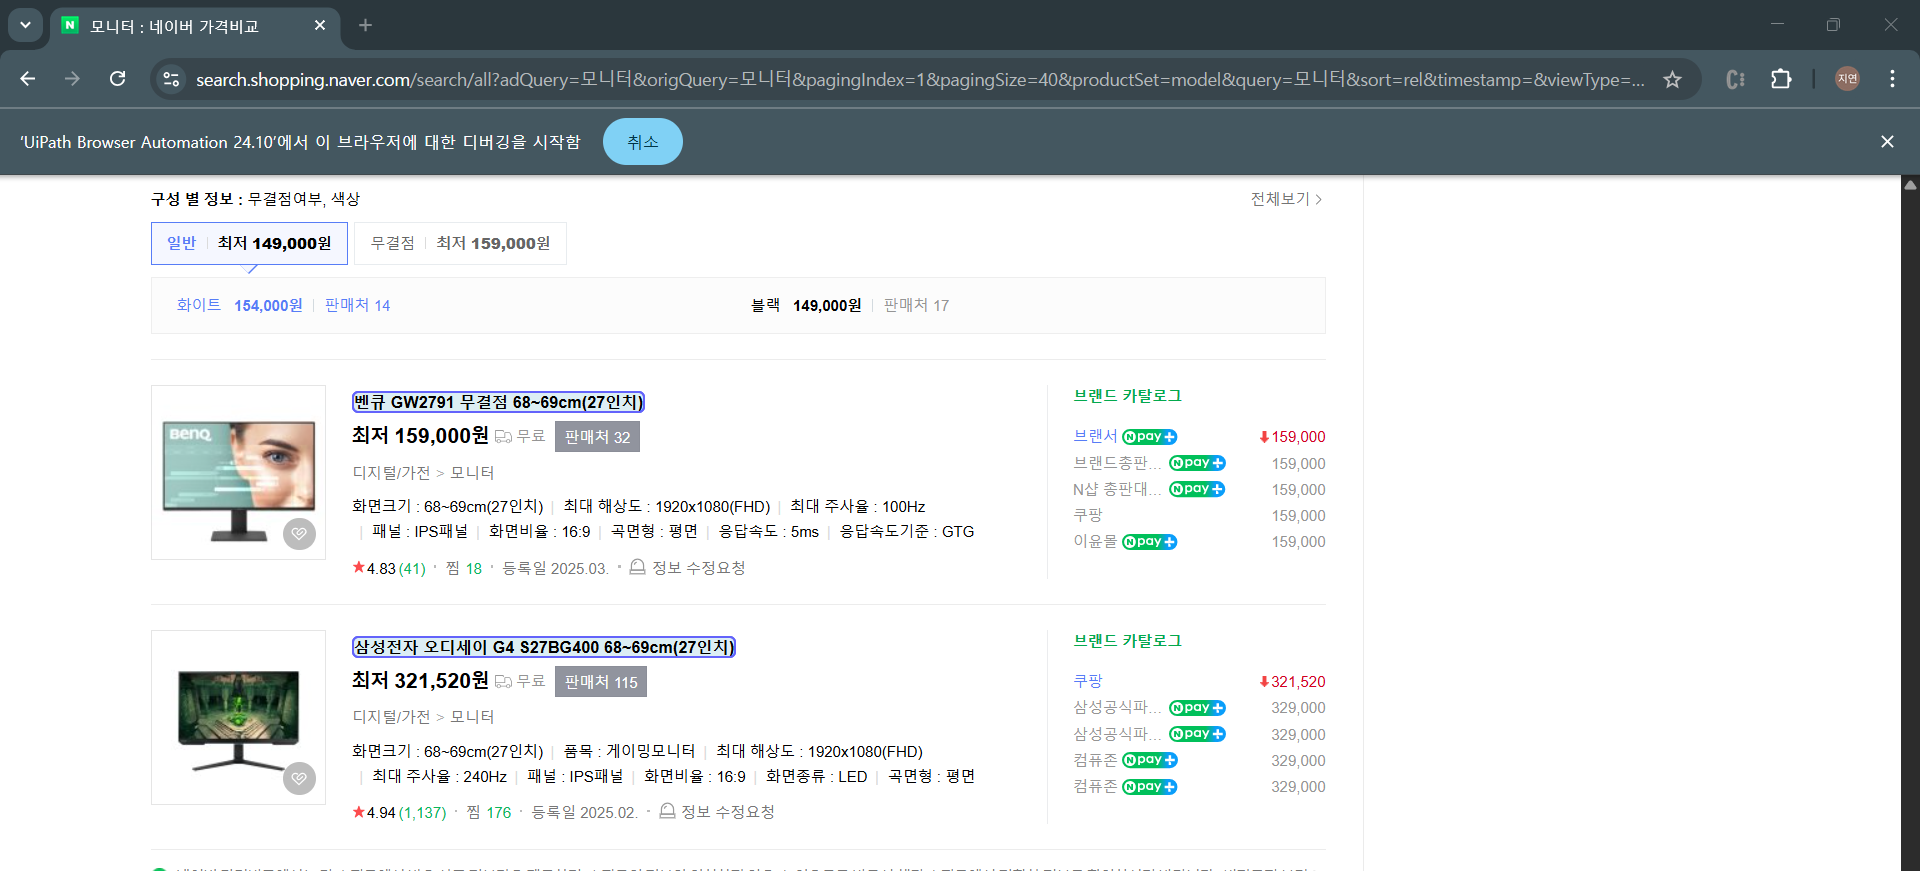 모니터 : 네이버 가격비교
search.shopping.naver.com/search/all?adQuery=모니터&origQuery=모니터&pagingIndex=1&pagingSize=40&productSet=model&query=모니터&sort=rel&timestamp=&viewType=...
지연
'UiPath Browser Automation 24.10'에서 이 브라우저에 대한 디버깅을 시작함 취소
구성 별 정보 : 무결점여부, 색상 전체보기
일반 최저 149,000원 무결점 최저 159,000원
화이트 154,000원 판매처 14 블랙 149,000원 판매처 17
벤큐 GW2791 무결점 68~69cm(27인치)
최저 159,000원 무료 판매처 32
디지털/가전 > 모니터
화면크기 : 68~69cm(27인치) | 최대 해상도 : 1920x1080(FHD) | 최대 주사율 : 100Hz
| 패널 : IPS패널 | 화면비율 : 16:9 | 곡면형 : 평면 | 응답속도 : 5ms | 응답속도기준 : GTG
★4.83 (41) · 찜 18 · 등록일 2025.03. · 정보 수정요청
BenQ
브랜드 카탈로그
브랜서 N pay+ 159,000
브랜드총판... N pay+ 159,000
N샵 총판대... N pay+ 159,000
쿠팡 159,000
이윤몰 N pay+ 159,000
삼성전자 오디세이 G4 S27BG400 68~69cm(27인치)
최저 321,520원 무료 판매처 115
디지털/가전 > 모니터
화면크기 : 68~69cm(27인치) | 품목 : 게이밍모니터 | 최대 해상도 : 1920x1080(FHD)
| 최대 주사율 : 240Hz | 패널 : IPS패널 | 화면비율 : 16:9 | 화면종류 : LED | 곡면형 : 평면
★4.94 (1,137) · 찜 176 · 등록일 2025.02. · 정보 수정요청
브랜드 카탈로그
쿠팡 321,520
삼성공식파... N pay+ 329,000
삼성공식파... N pay+ 329,000
컴퓨존 N pay+ 329,000
컴퓨존 N pay+ 329,000